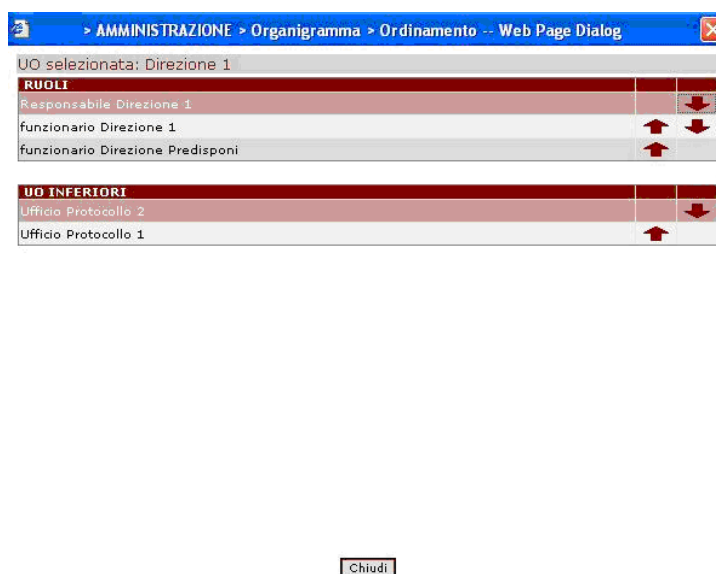 > AMMINISTRAZIONE > Organigramma > Ordinamento -- Web Page Dialog
UO selezionata: Direzione 1
RUOLI
Responsabile Direzione 1
funzionario Direzione 1
funzionario Direzione Predisponi
UO INFERIORI
Ufficio Protocollo 2
Ufficio Protocollo 1
Chiudi